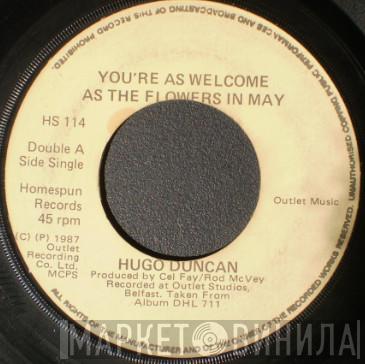 YOU'RE AS WELCOME
AS THE FLOWERS IN MAY
HS 114
Double A
Side Single
Homespun
Records
45 rpm
(C) (P) 1987
Outlet
Recording
Co. Ltd.
MCPS
Outlet Music
HUGO DUNCAN
Produced by Cel Fay/Rod McVey
Recorded at Outlet Studios,
Belfast. Taken From
Album DHL 711
ALL RIGHTS OF THE MANUFACTURER AND OF THE OWNER OF THE RECORDED WORKS RESERVED. UNAUTHORISED COPYING PUBLIC PERFORMANCES AND BROADCASTING OF THIS RECORD PROHIBITED.
МАРКЕТ ВИНИЛА